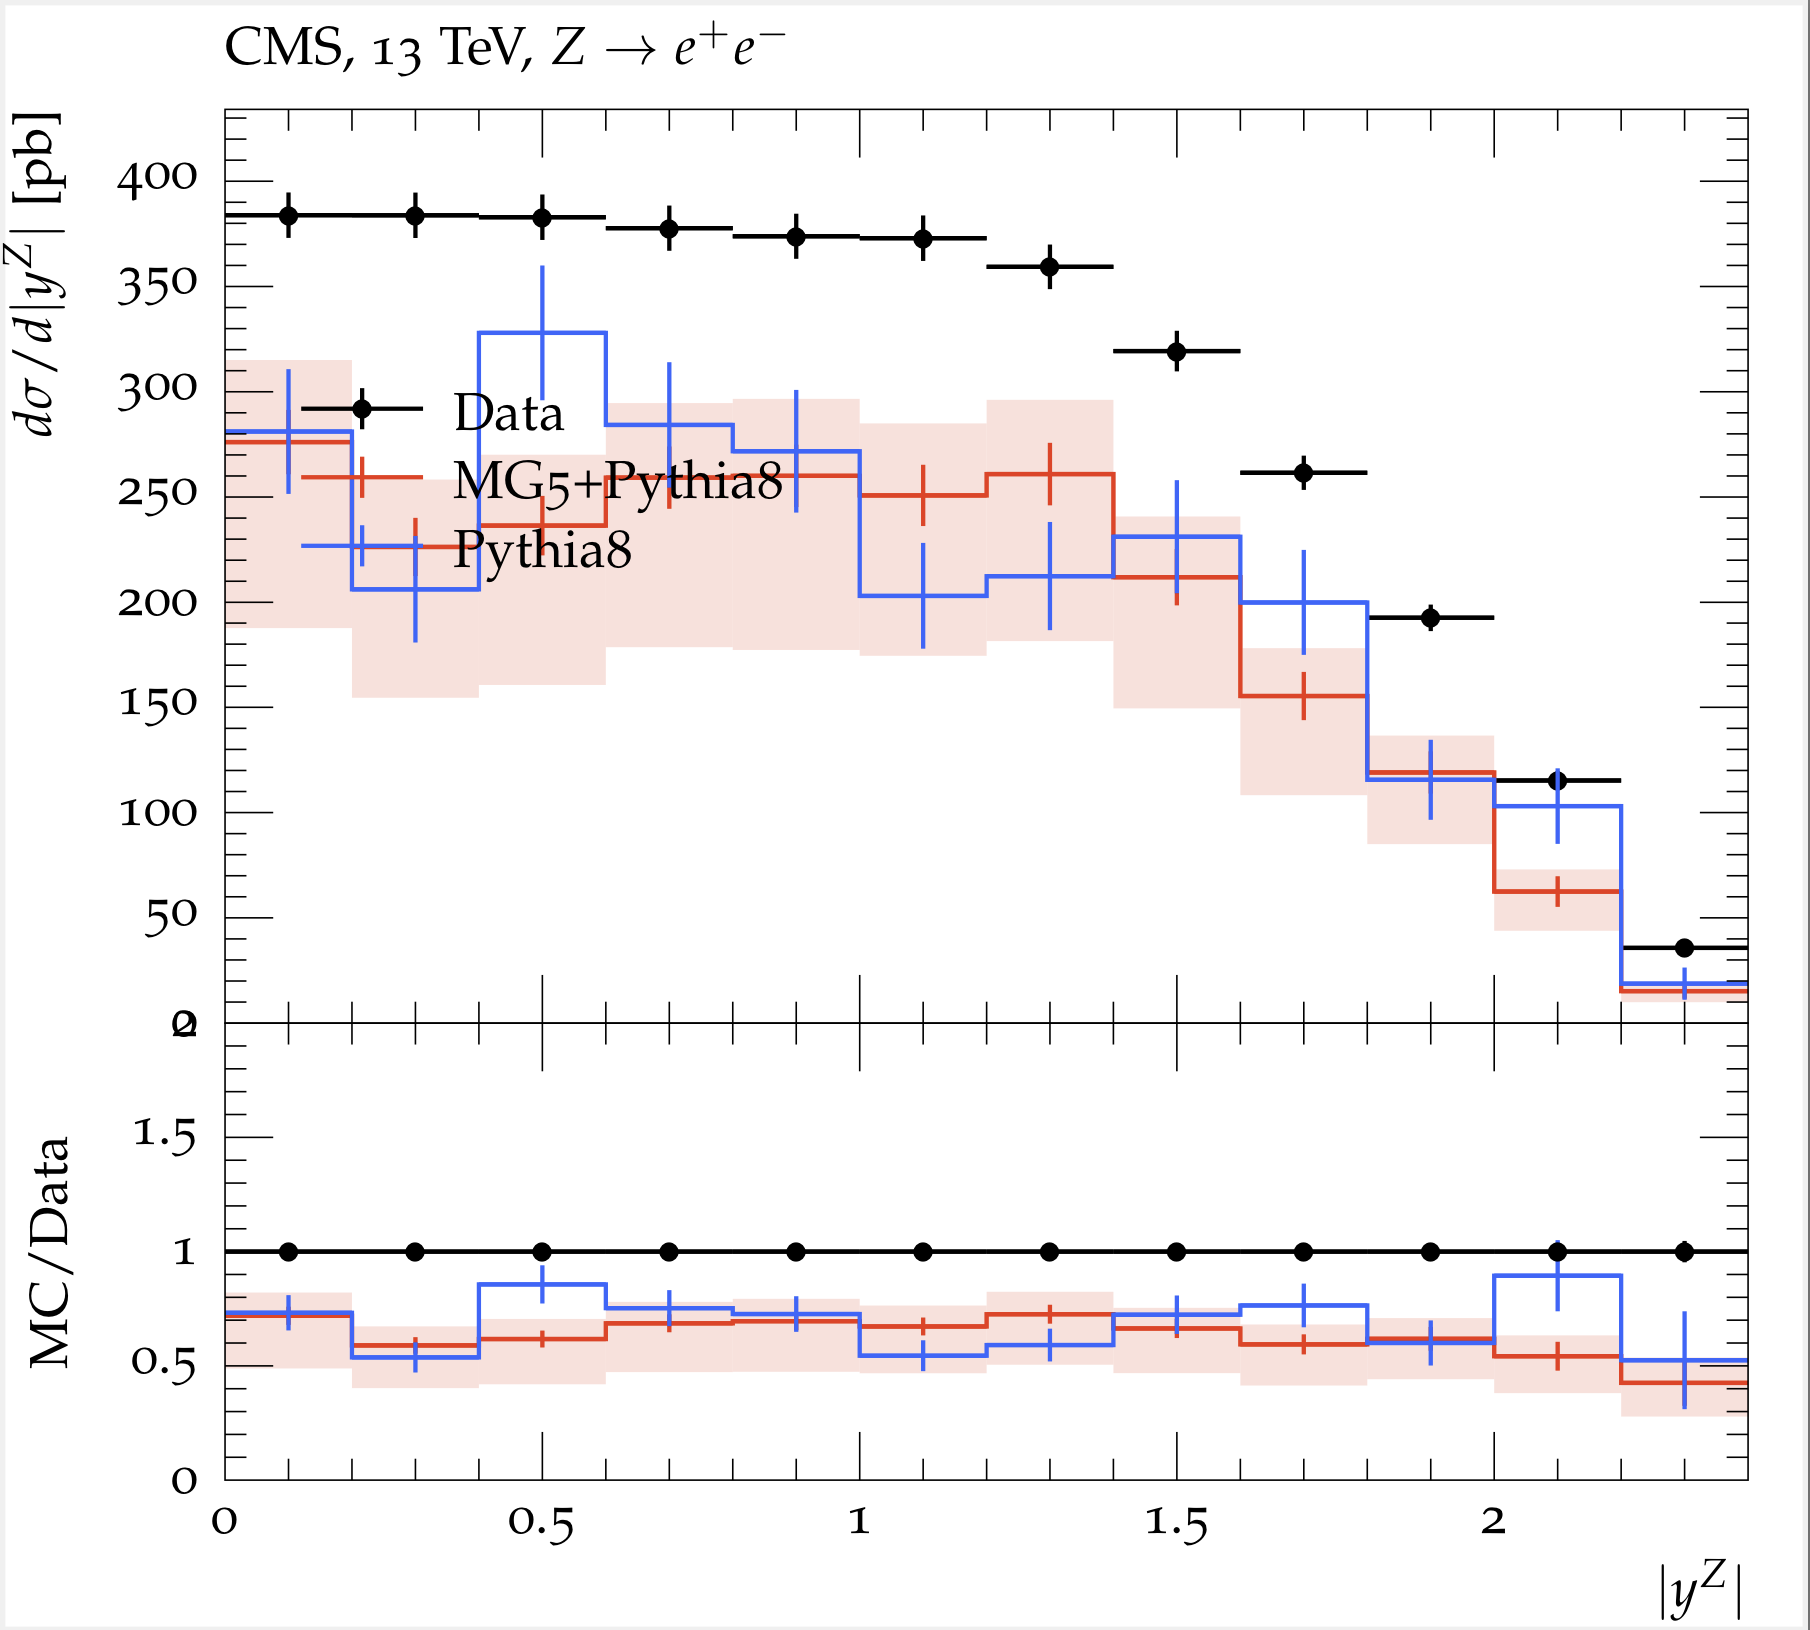 CMS, 13 TeV, Z → e⁺e⁻
dσ/d|y^Z| [pb]
400
350
300
250
200
150
100
50
0
Data
MG5+Pythia8
Pythia8
MC/Data
2
1.5
1
0.5
0
0 0.5 1 1.5 2
|y^Z|